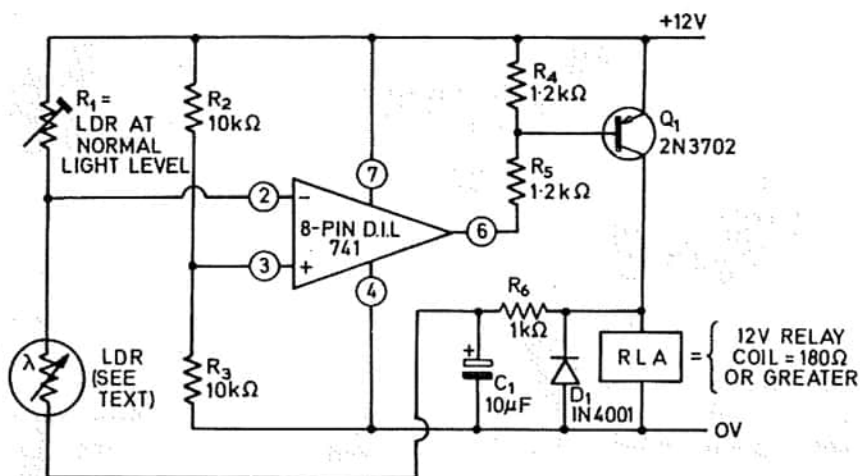 +12V
R1 =
LDR AT
NORMAL
LIGHT LEVEL
R2
10kΩ
R4
1·2kΩ
Q1
2N3702
R5
1·2kΩ
7
2
−
8-PIN D.I.L
741
6
3
+
4
R6
1kΩ
λ
LDR
(SEE
TEXT)
R3
10kΩ
+
C1
10µF
D1
IN4001
RLA
=
12V RELAY
COIL = 180Ω
OR GREATER
0V